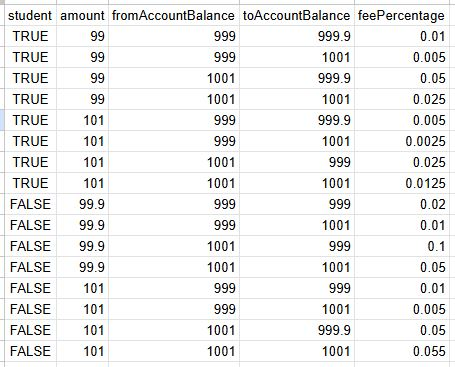 student amount fromAccountBalance toAccountBalance feePercentage
TRUE 99 999 999.9 0.01
TRUE 99 999 1001 0.005
TRUE 99 1001 999.9 0.05
TRUE 99 1001 1001 0.025
TRUE 101 999 999.9 0.005
TRUE 101 999 1001 0.0025
TRUE 101 1001 999 0.025
TRUE 101 1001 1001 0.0125
FALSE 99.9 999 999 0.02
FALSE 99.9 999 1001 0.01
FALSE 99.9 1001 999 0.1
FALSE 99.9 1001 1001 0.05
FALSE 101 999 999 0.01
FALSE 101 999 1001 0.005
FALSE 101 1001 999.9 0.05
FALSE 101 1001 1001 0.055